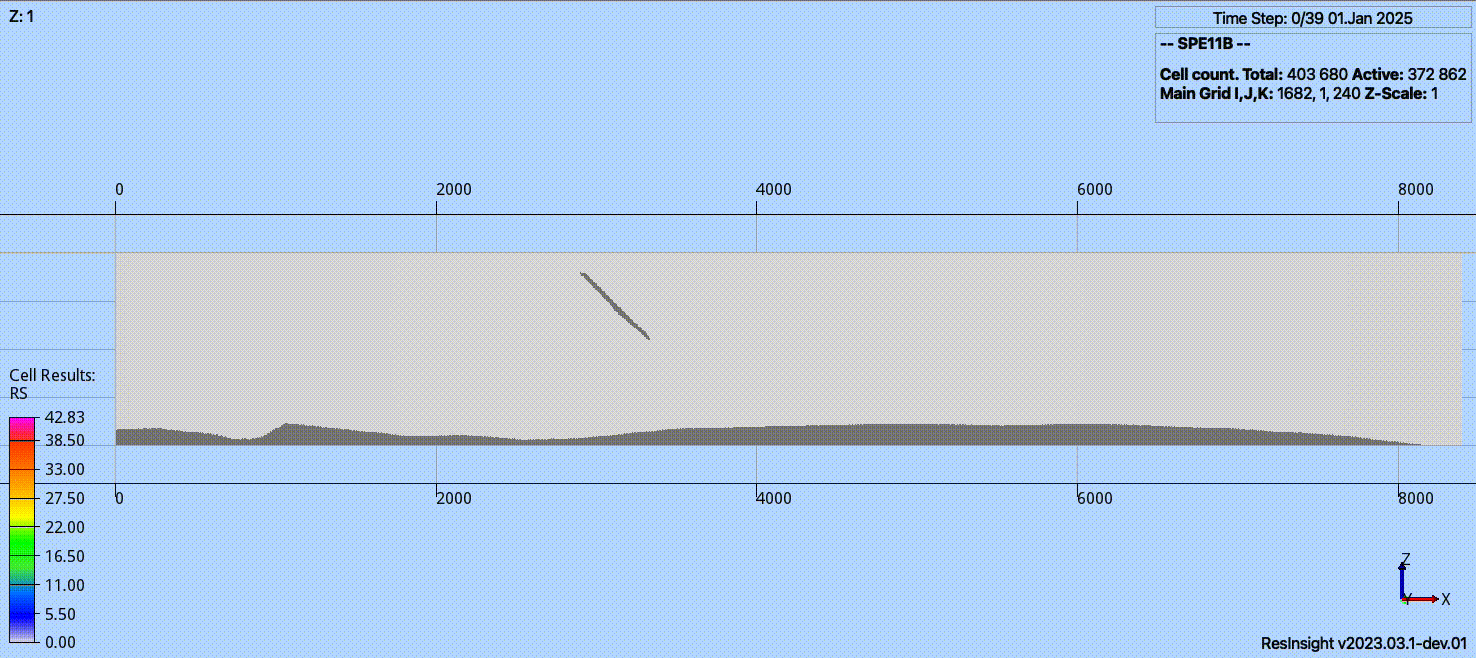 Z: 1
Time Step: 0/39 01.Jan 2025
-- SPE11B --
Cell count. Total: 403 680 Active: 372 862
Main Grid I,J,K: 1682, 1, 240 Z-Scale: 1
0 2000 4000 6000 8000
Cell Results:
RS
42.83
38.50
33.00
27.50
22.00
16.50
11.00
5.50
0.00
0 2000 4000 6000 8000
Z
Y X
ResInsight v2023.03.1-dev.01